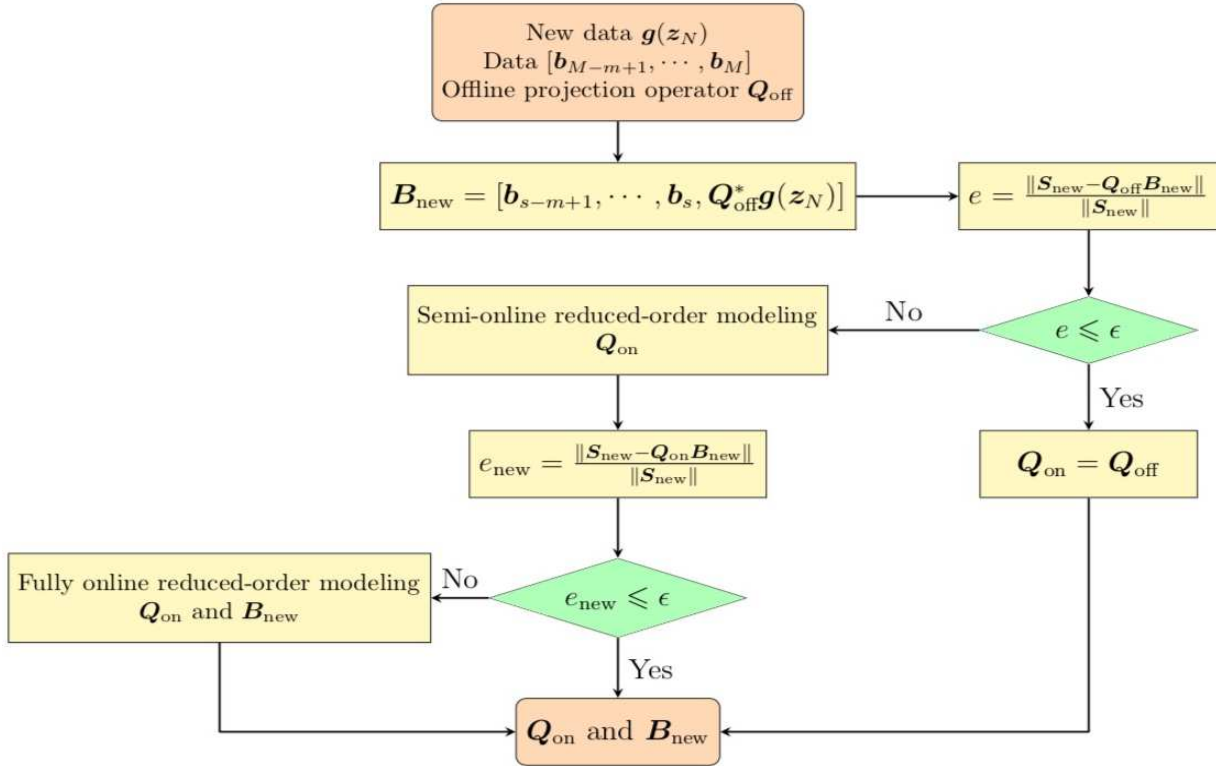 New data g(z_N)
Data [b_{M−m+1}, ⋯ , b_M]
Offline projection operator Q_off
B_new = [b_{s−m+1}, ⋯ , b_s, Q*_off g(z_N)]
e = ‖S_new−Q_off B_new‖ / ‖S_new‖
Semi-online reduced-order modeling
Q_on
No
e ⩽ ϵ
Yes
e_new = ‖S_new−Q_on B_new‖ / ‖S_new‖
Q_on = Q_off
Fully online reduced-order modeling
Q_on and B_new
No
e_new ⩽ ϵ
Yes
Q_on and B_new